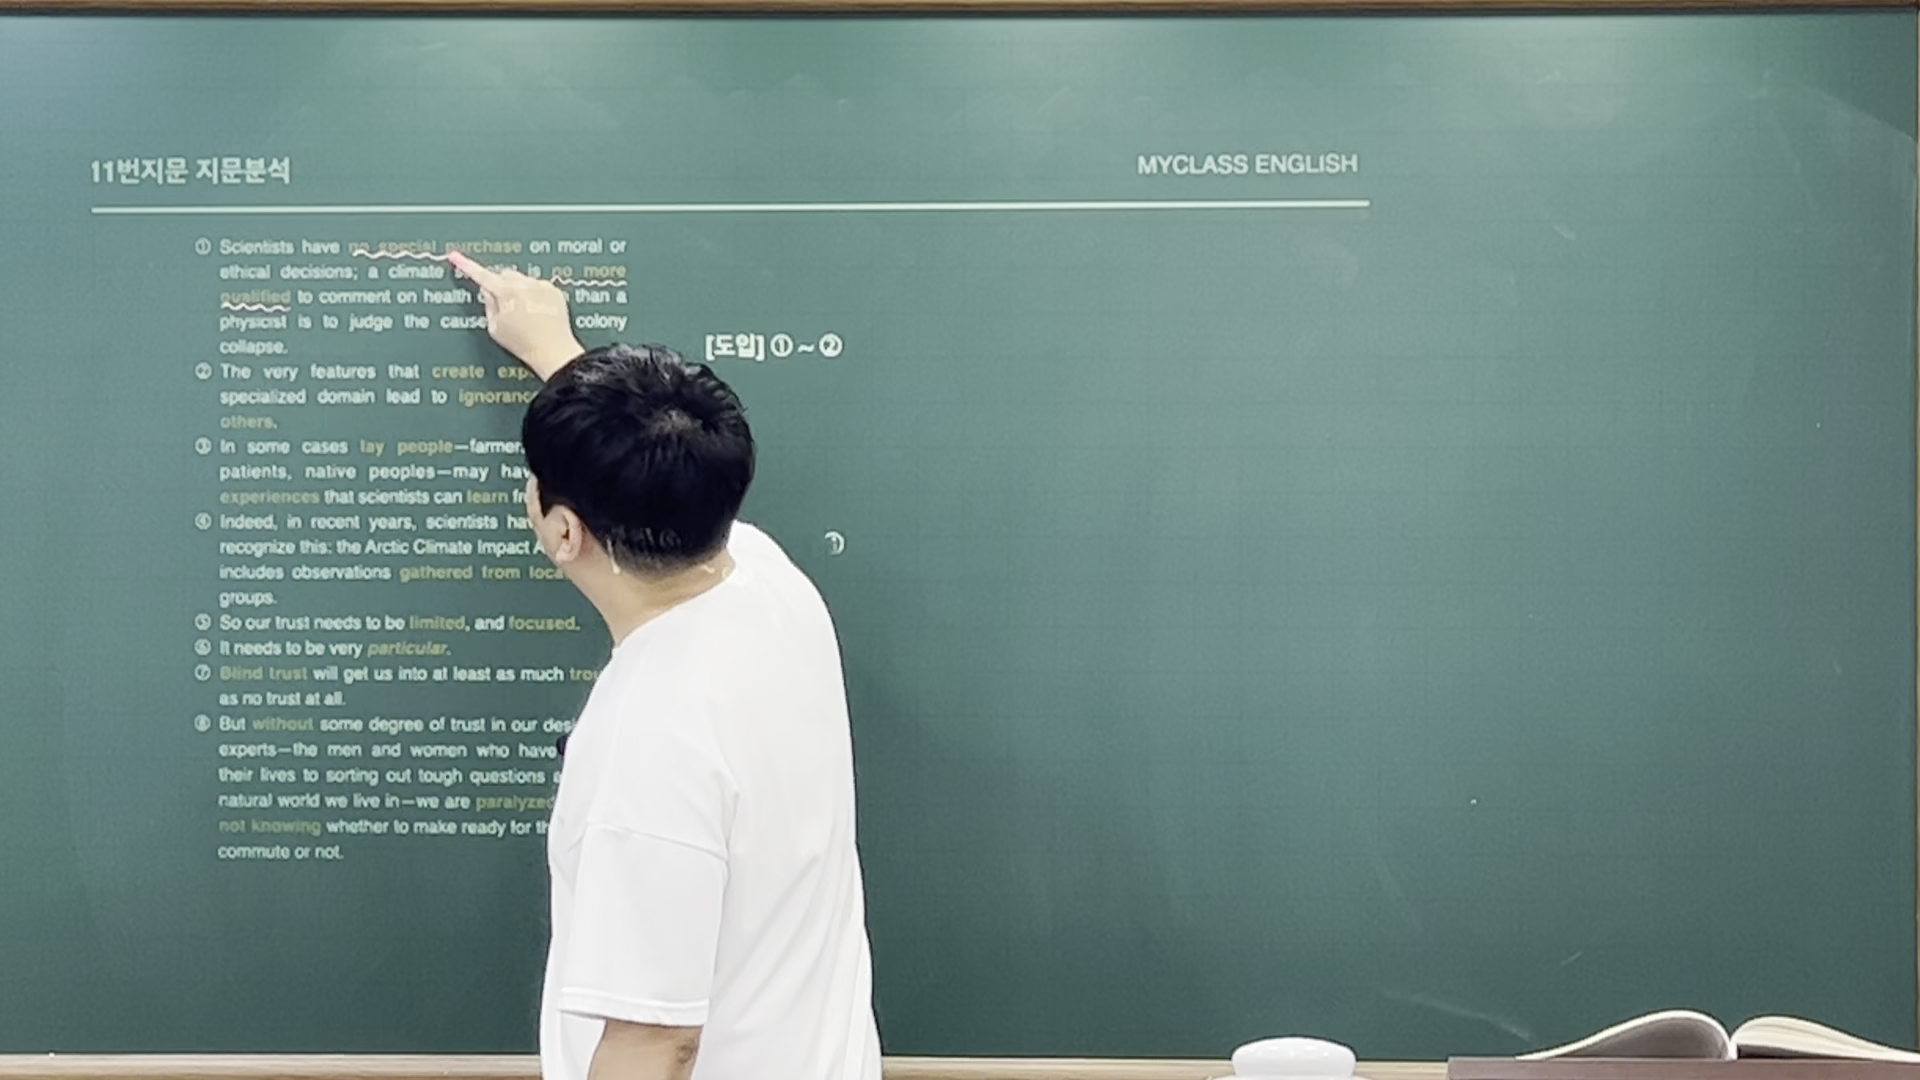 11번지문 지문분석
MYCLASS ENGLISH
① Scientists have no special purchase on moral or
ethical decisions; a climate is no more
qualified to comment on health than a
physicist is to judge the cause colony
collapse.
② The very features that create
specialized domain lead to
others.
③ In some cases lay people—
patients, native peoples—may
experiences that scientists can learn
④ Indeed, in recent years, scientists
recognize this: the Arctic Climate Impact
includes observations gathered from
groups.
⑤ So our trust needs to be limited, and focused.
⑥ It needs to be very particular.
⑦ Blind trust will get us into at least as much
as no trust at all.
⑧ But without some degree of trust in our
experts—the men and women who have
their lives to sorting out tough questions
natural world we live in—we are paralyzed
not knowing whether to make ready for
commute or not.
[도입] ① ~ ②